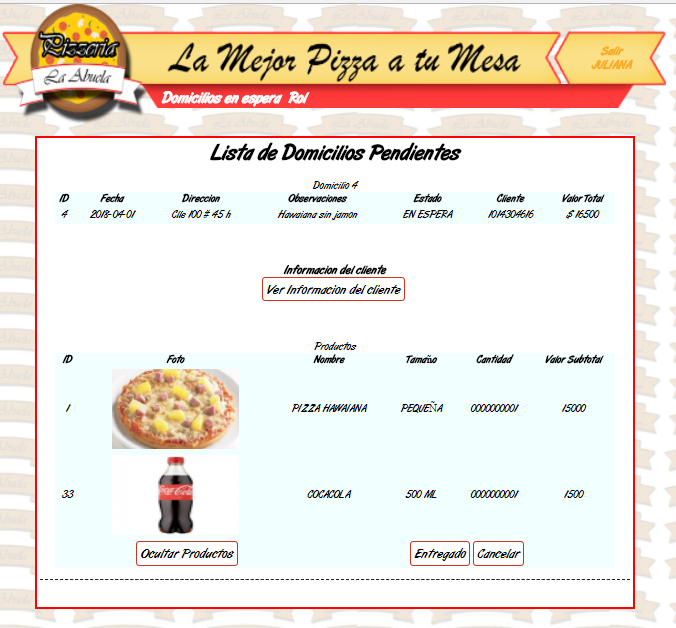 Pizzeria
La Abuela
La Mejor Pizza a tu Mesa
Salir
JULIANA
Domicilios en espera Rol
Lista de Domicilios Pendientes
Domicilio 4
ID Fecha Direccion Observaciones Estado Cliente Valor Total
4 2018-04-01 Clle 100 # 45 h Hawaiana sin jamon EN ESPERA 1014304616 $ 16500
Informacion del cliente
Ver Informacion del cliente
Productos
ID Foto Nombre Tamaño Cantidad Valor Subtotal
1 PIZZA HAWAIANA PEQUEÑA 000000001 15000
Coca-Cola
33 COCACOLA 500 ML 000000001 1500
Ocultar Productos Entregado Cancelar